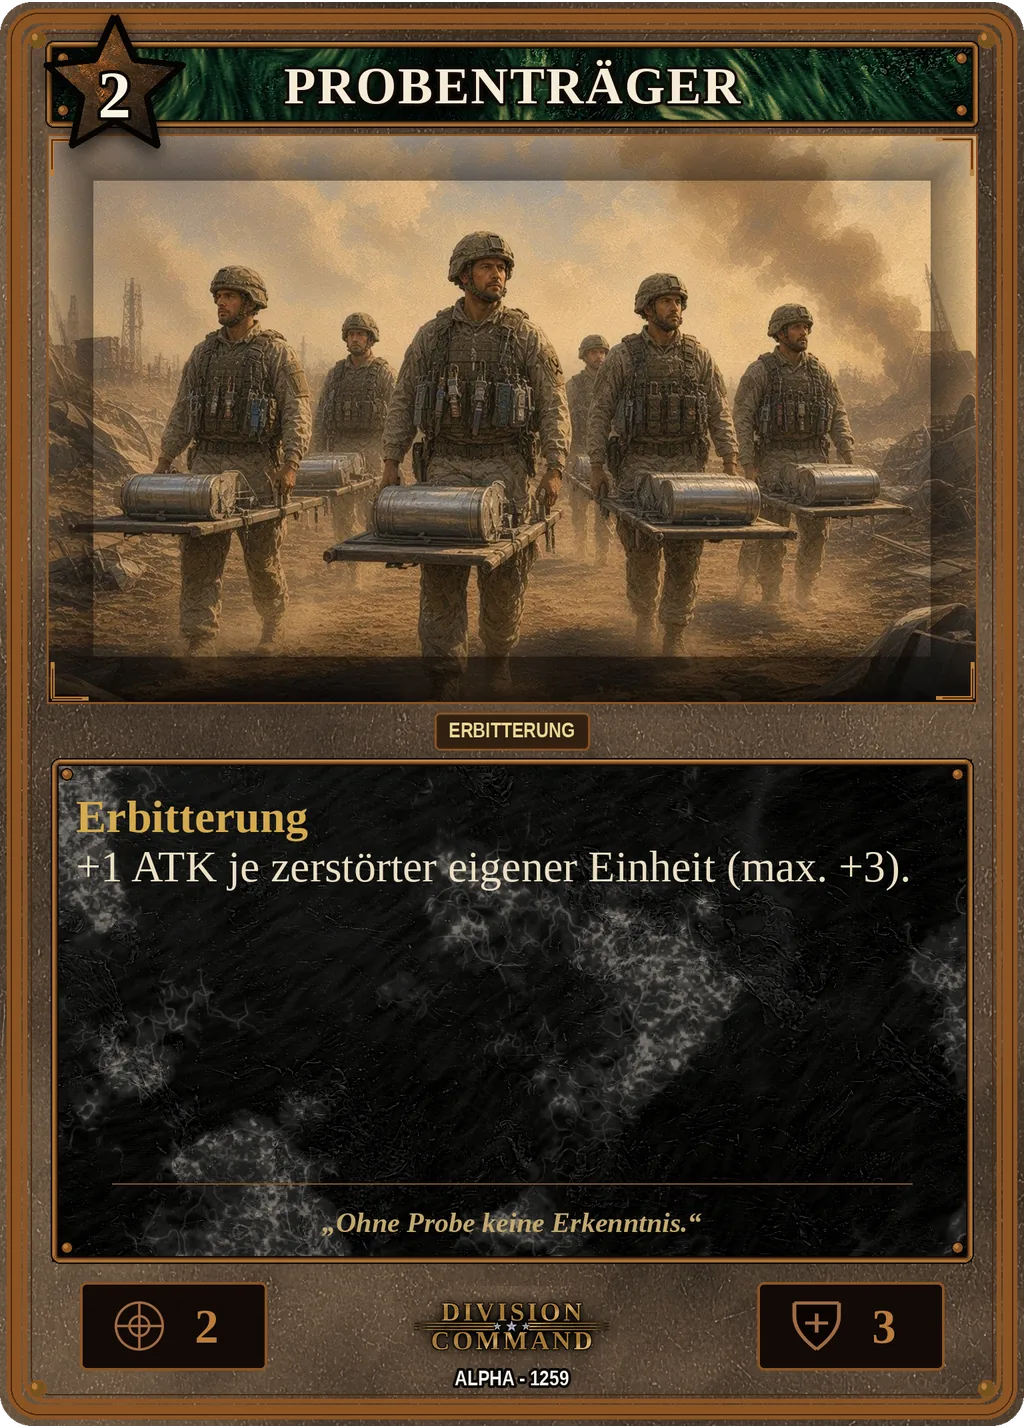 2
PROBENTRÄGER
ERBITTERUNG
Erbitterung
+1 ATK je zerstörter eigener Einheit (max. +3).
„Ohne Probe keine Erkenntnis.“
2
DIVISION
COMMAND
3
ALPHA - 1259